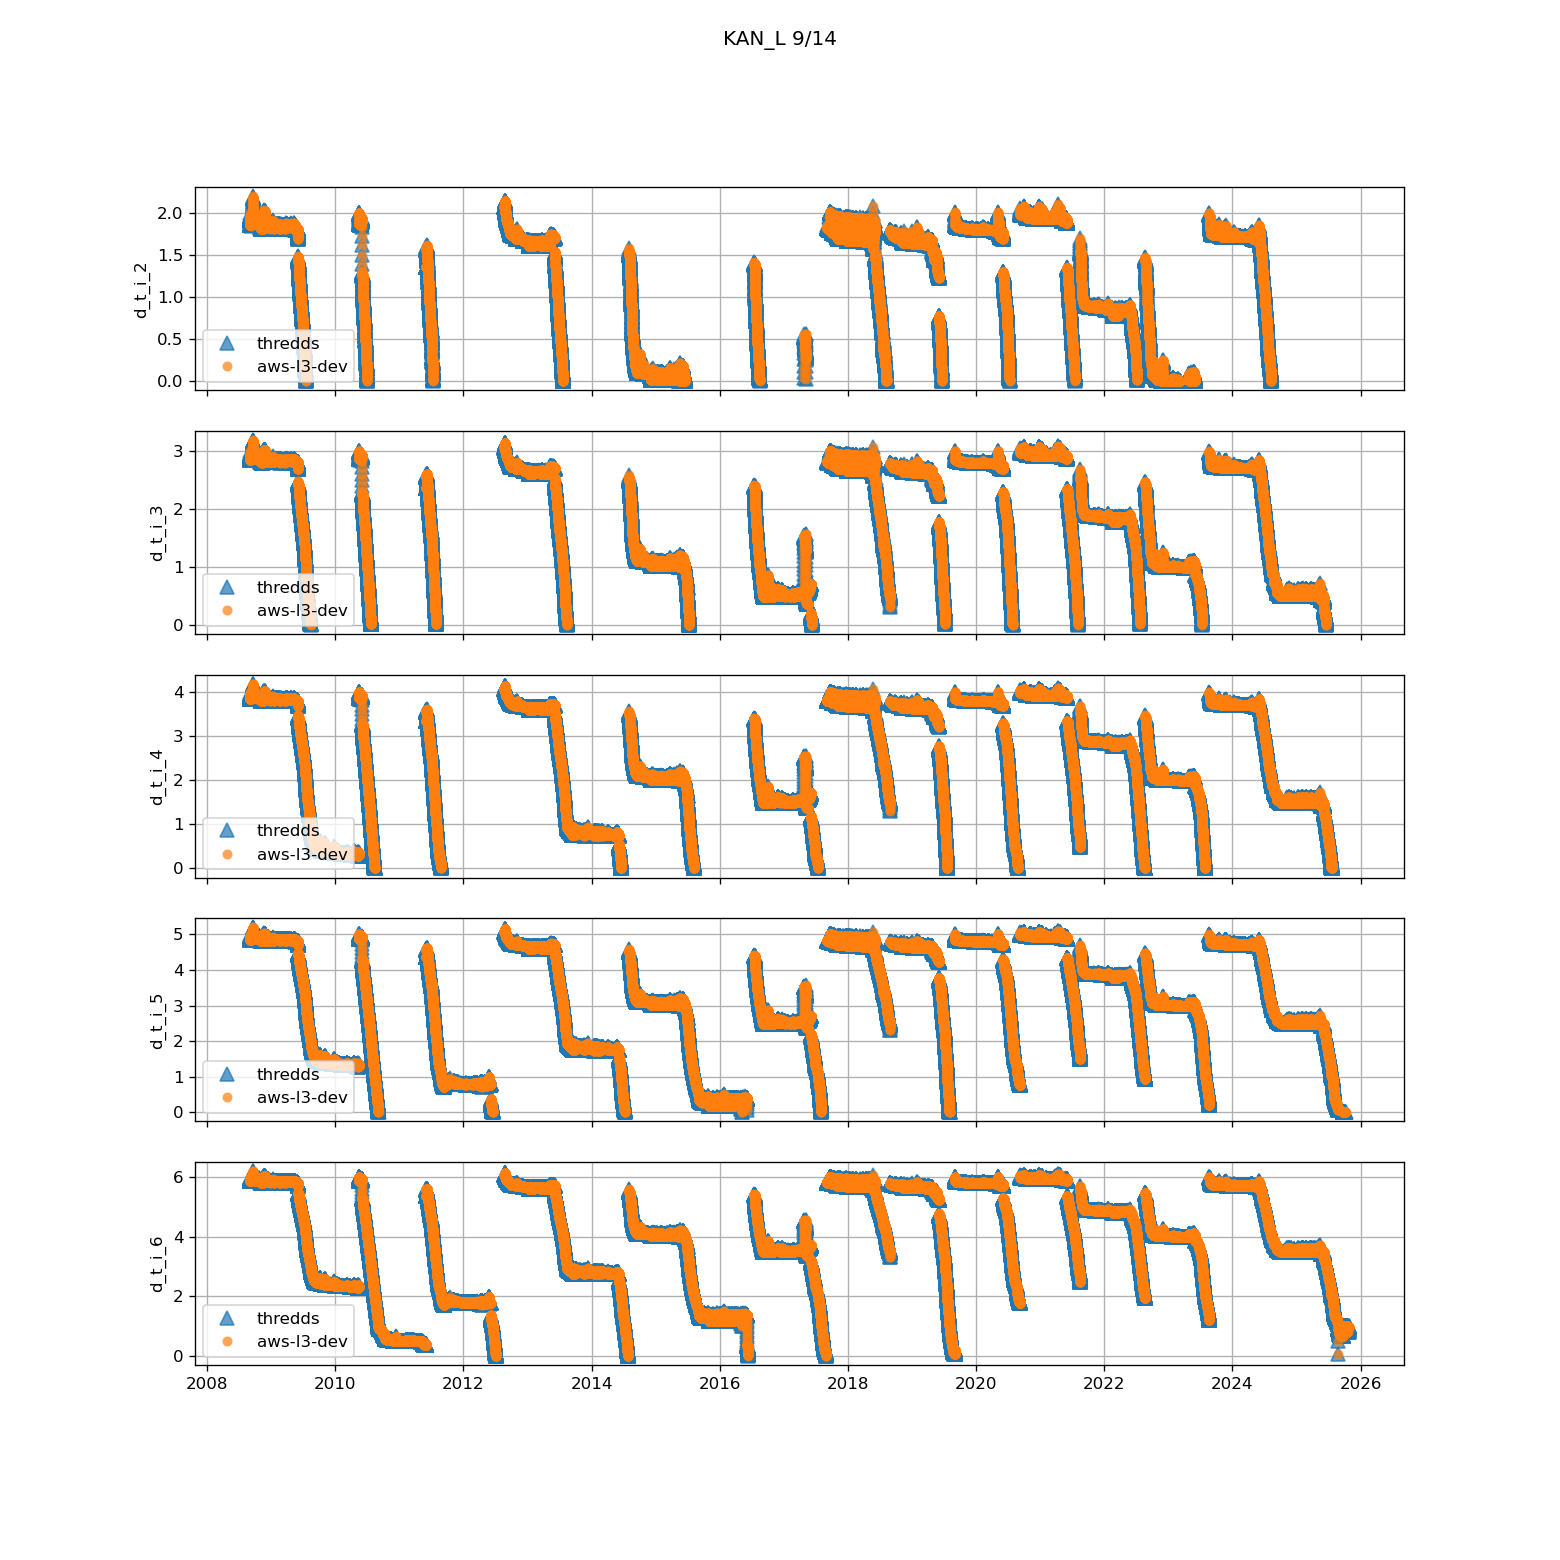 KAN_L 9/14
2.0
1.5
1.0
0.5
0.0
d_t_i_2
thredds
aws-l3-dev
3
2
1
0
d_t_i_3
thredds
aws-l3-dev
4
3
2
1
0
d_t_i_4
thredds
aws-l3-dev
5
4
3
2
1
0
d_t_i_5
thredds
aws-l3-dev
6
4
2
0
d_t_i_6
thredds
aws-l3-dev
2008 2010 2012 2014 2016 2018 2020 2022 2024 2026